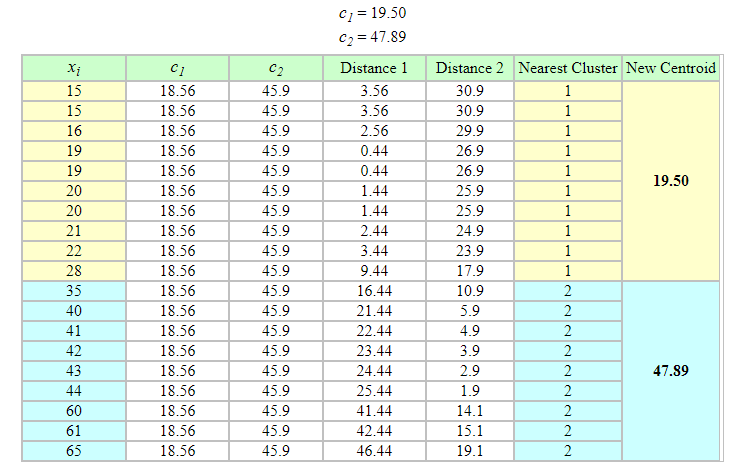 c1 = 19.50
c2 = 47.89
xi c1 c2 Distance 1 Distance 2 Nearest Cluster New Centroid
15 18.56 45.9 3.56 30.9 1
15 18.56 45.9 3.56 30.9 1
16 18.56 45.9 2.56 29.9 1
19 18.56 45.9 0.44 26.9 1
19 18.56 45.9 0.44 26.9 1
19.50
20 18.56 45.9 1.44 25.9 1
20 18.56 45.9 1.44 25.9 1
21 18.56 45.9 2.44 24.9 1
22 18.56 45.9 3.44 23.9 1
28 18.56 45.9 9.44 17.9 1
35 18.56 45.9 16.44 10.9 2
40 18.56 45.9 21.44 5.9 2
41 18.56 45.9 22.44 4.9 2
42 18.56 45.9 23.44 3.9 2
43 18.56 45.9 24.44 2.9 2 47.89
44 18.56 45.9 25.44 1.9 2
60 18.56 45.9 41.44 14.1 2
61 18.56 45.9 42.44 15.1 2
65 18.56 45.9 46.44 19.1 2